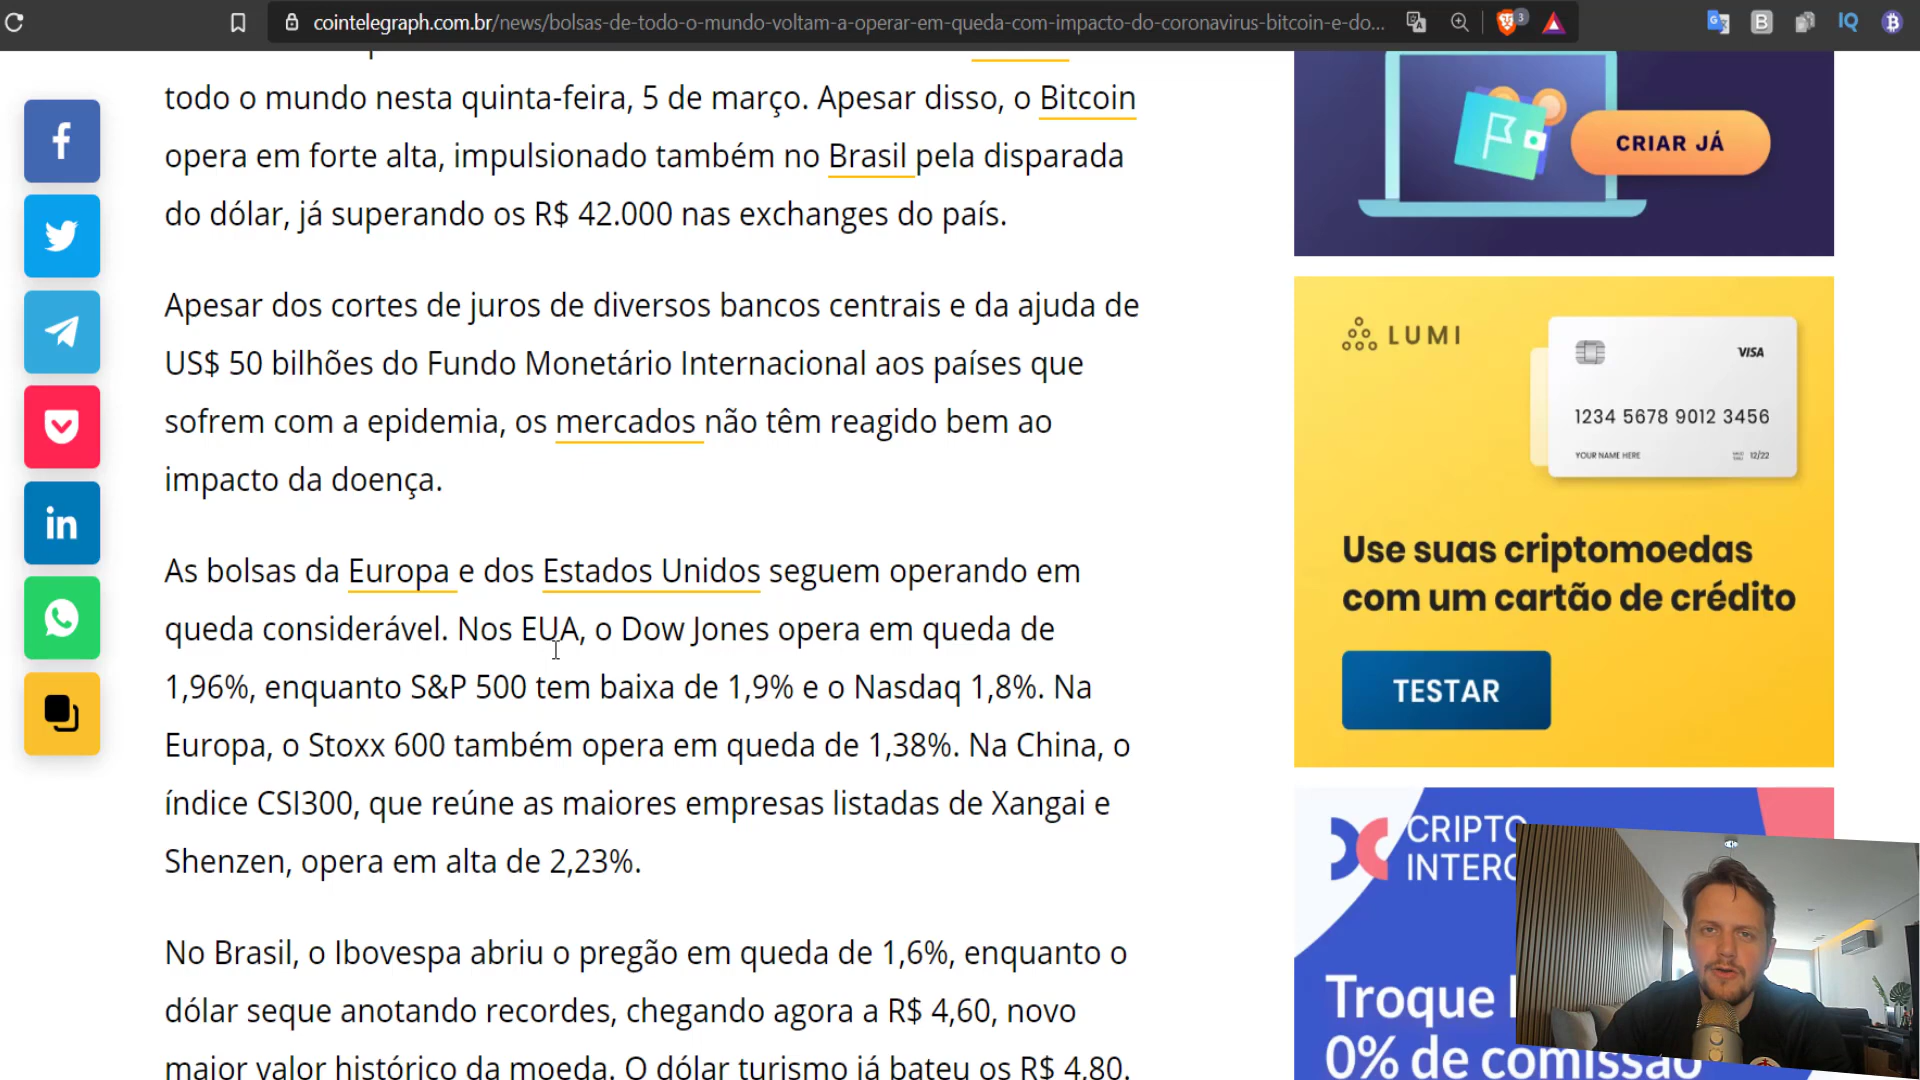 cointelegraph.com.br/news/bolsas-de-todo-o-mundo-voltam-a-operar-em-queda-com-impacto-do-coronavirus-bitcoin-e-do...
3
B
IQ
todo o mundo nesta quinta-feira, 5 de março. Apesar disso, o Bitcoin
opera em forte alta, impulsionado também no Brasil pela disparada
do dólar, já superando os R$ 42.000 nas exchanges do país.
Apesar dos cortes de juros de diversos bancos centrais e da ajuda de
US$ 50 bilhões do Fundo Monetário Internacional aos países que
sofrem com a epidemia, os mercados não têm reagido bem ao
impacto da doença.
As bolsas da Europa e dos Estados Unidos seguem operando em
queda considerável. Nos EUA, o Dow Jones opera em queda de
1,96%, enquanto S&P 500 tem baixa de 1,9% e o Nasdaq 1,8%. Na
Europa, o Stoxx 600 também opera em queda de 1,38%. Na China, o
índice CSI300, que reúne as maiores empresas listadas de Xangai e
Shenzen, opera em alta de 2,23%.
No Brasil, o Ibovespa abriu o pregão em queda de 1,6%, enquanto o
dólar seque anotando recordes, chegando agora a R$ 4,60, novo
maior valor histórico da moeda. O dólar turismo já bateu os R$ 4,80.
CRIAR JÁ
LUMI
VISA
1234 5678 9012 3456
YOUR NAME HERE
12/22
Use suas criptomoedas
com um cartão de crédito
TESTAR
CRIPTO
INTERC
Troque
0% de comissão